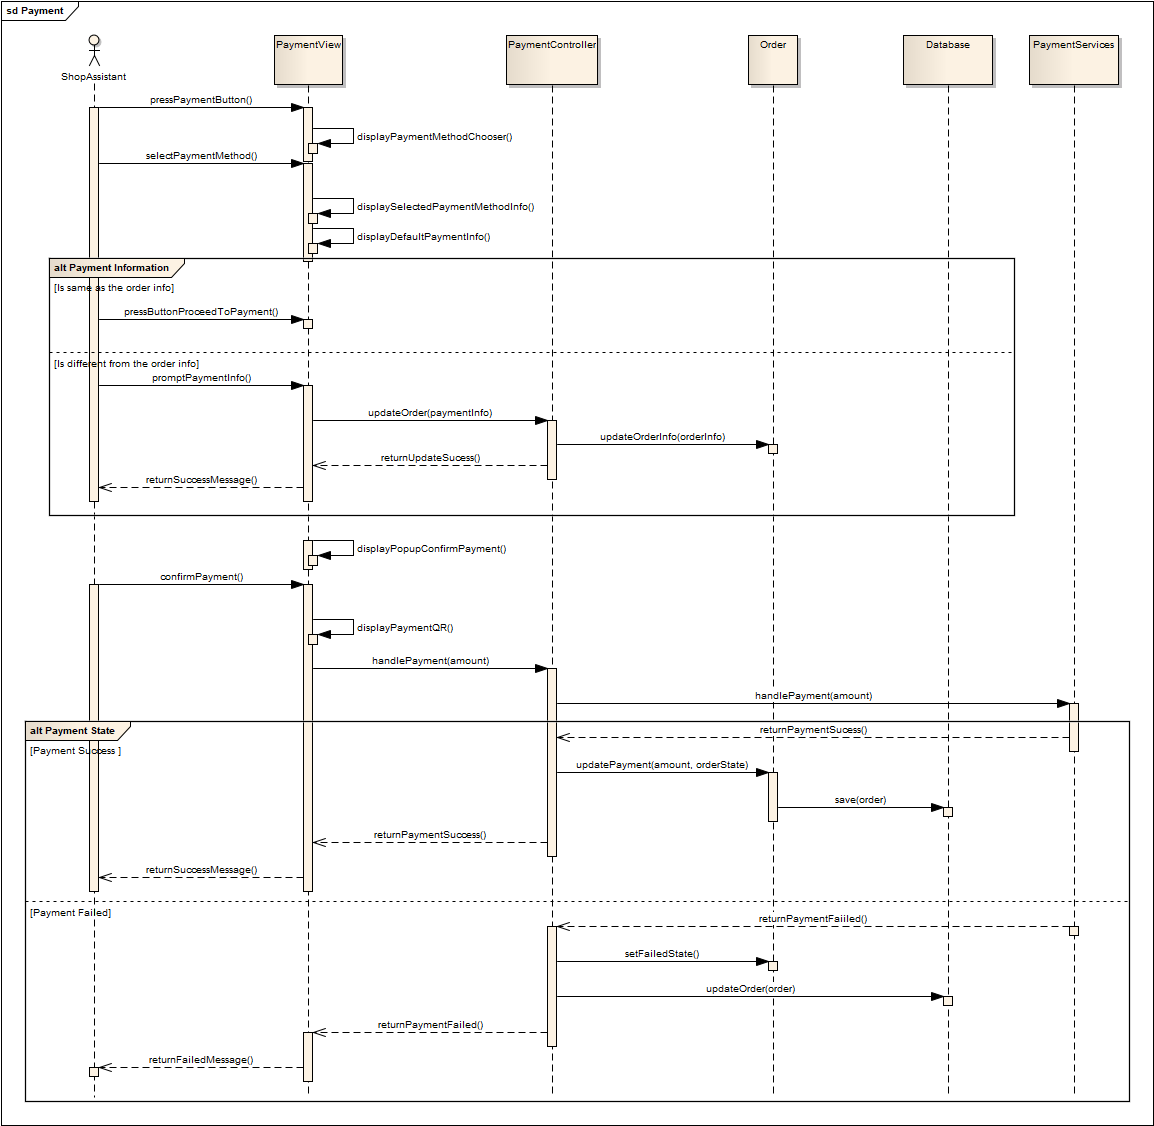 sd Payment
PaymentView
PaymentController
Order
Database
PaymentServices
ShopAssistant
pressPaymentButton()
displayPaymentMethodChooser()
selectPaymentMethod()
displaySelectedPaymentMethodInfo()
displayDefaultPaymentInfo()
alt Payment Information
[Is same as the order info]
pressButtonProceedToPayment()
[Is different from the order info]
promptPaymentInfo()
updateOrder(paymentInfo)
updateOrderInfo(orderInfo)
returnUpdateSucess()
returnSuccessMessage()
displayPopupConfirmPayment()
confirmPayment()
displayPaymentQR()
handlePayment(amount)
handlePayment(amount)
alt Payment State
returnPaymentSucess()
[Payment Success ]
updatePayment(amount, orderState)
save(order)
returnPaymentSuccess()
returnSuccessMessage()
[Payment Failed]
returnPaymentFaiiled()
setFailedState()
updateOrder(order)
returnPaymentFailed()
returnFailedMessage()